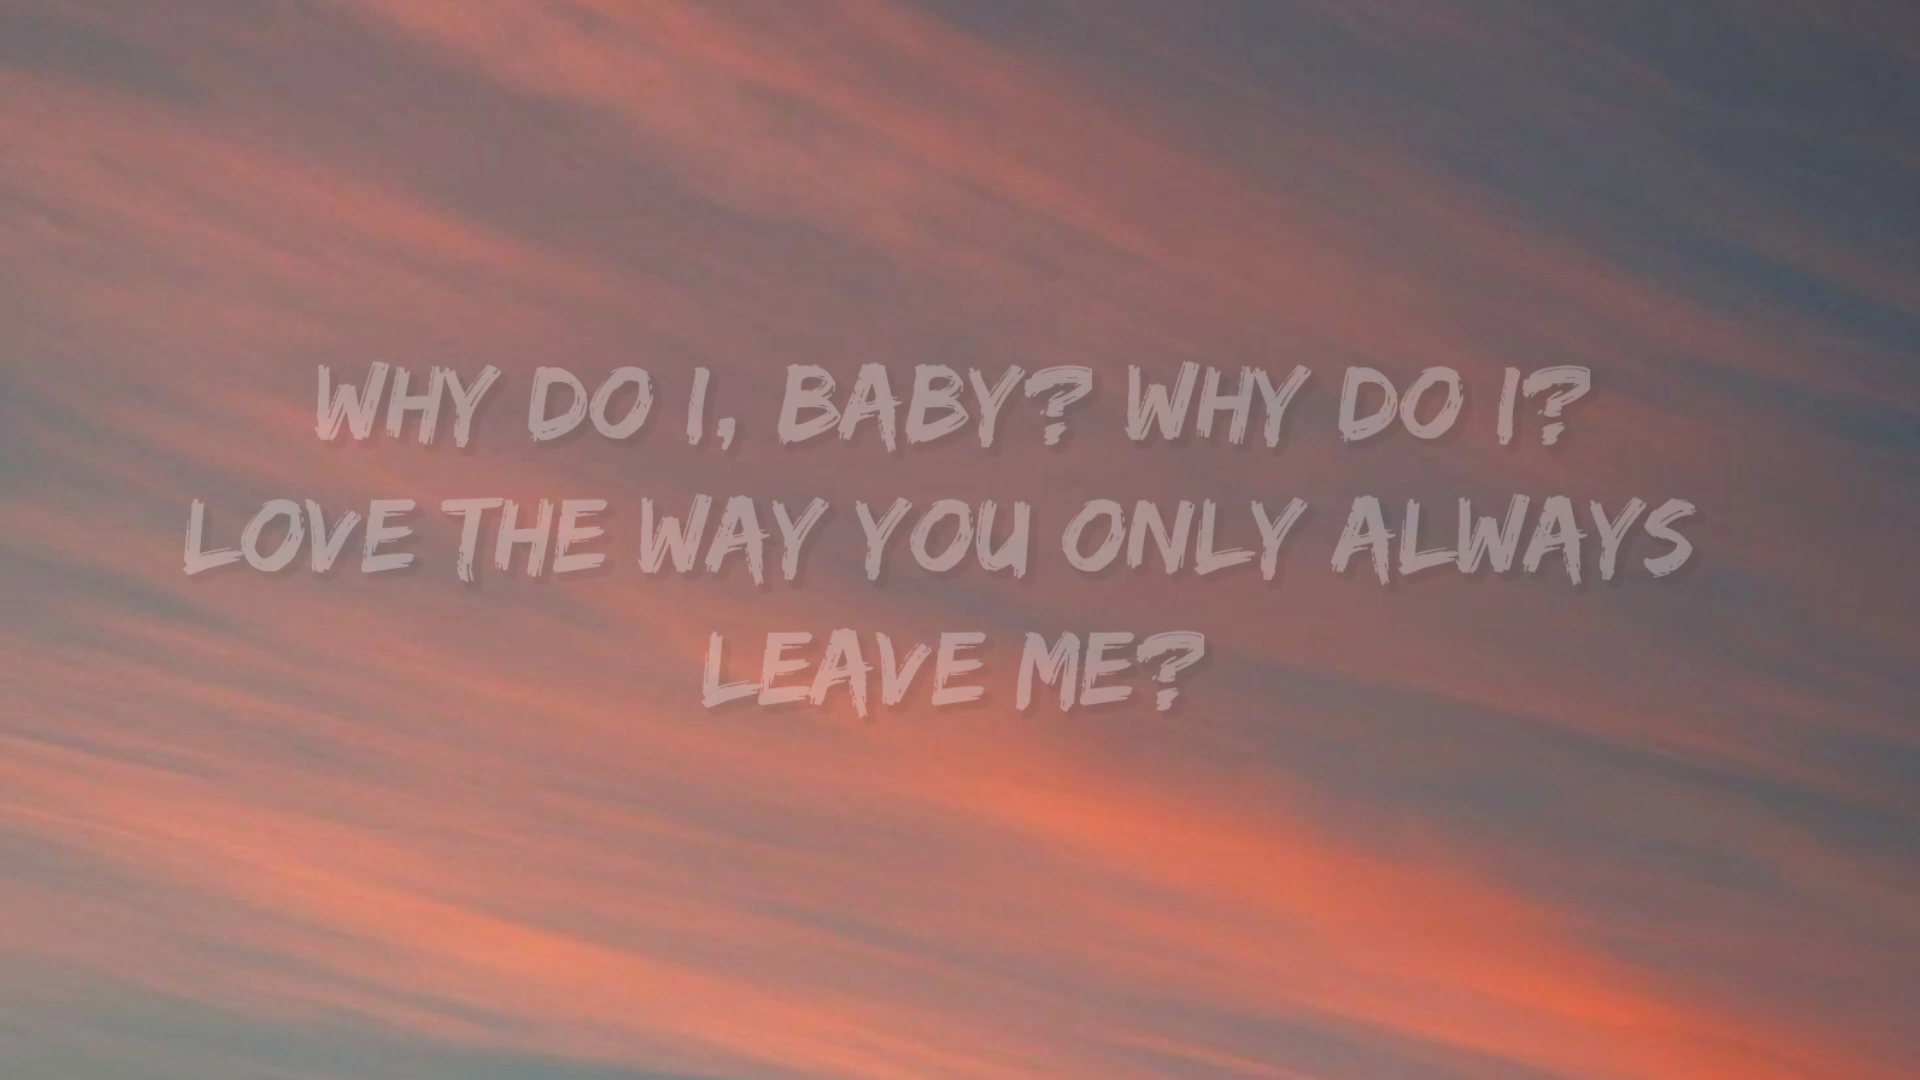 WHY DO I, BABY? WHY DO I?
LOVE THE WAY YOU ONLY ALWAYS
LEAVE ME?